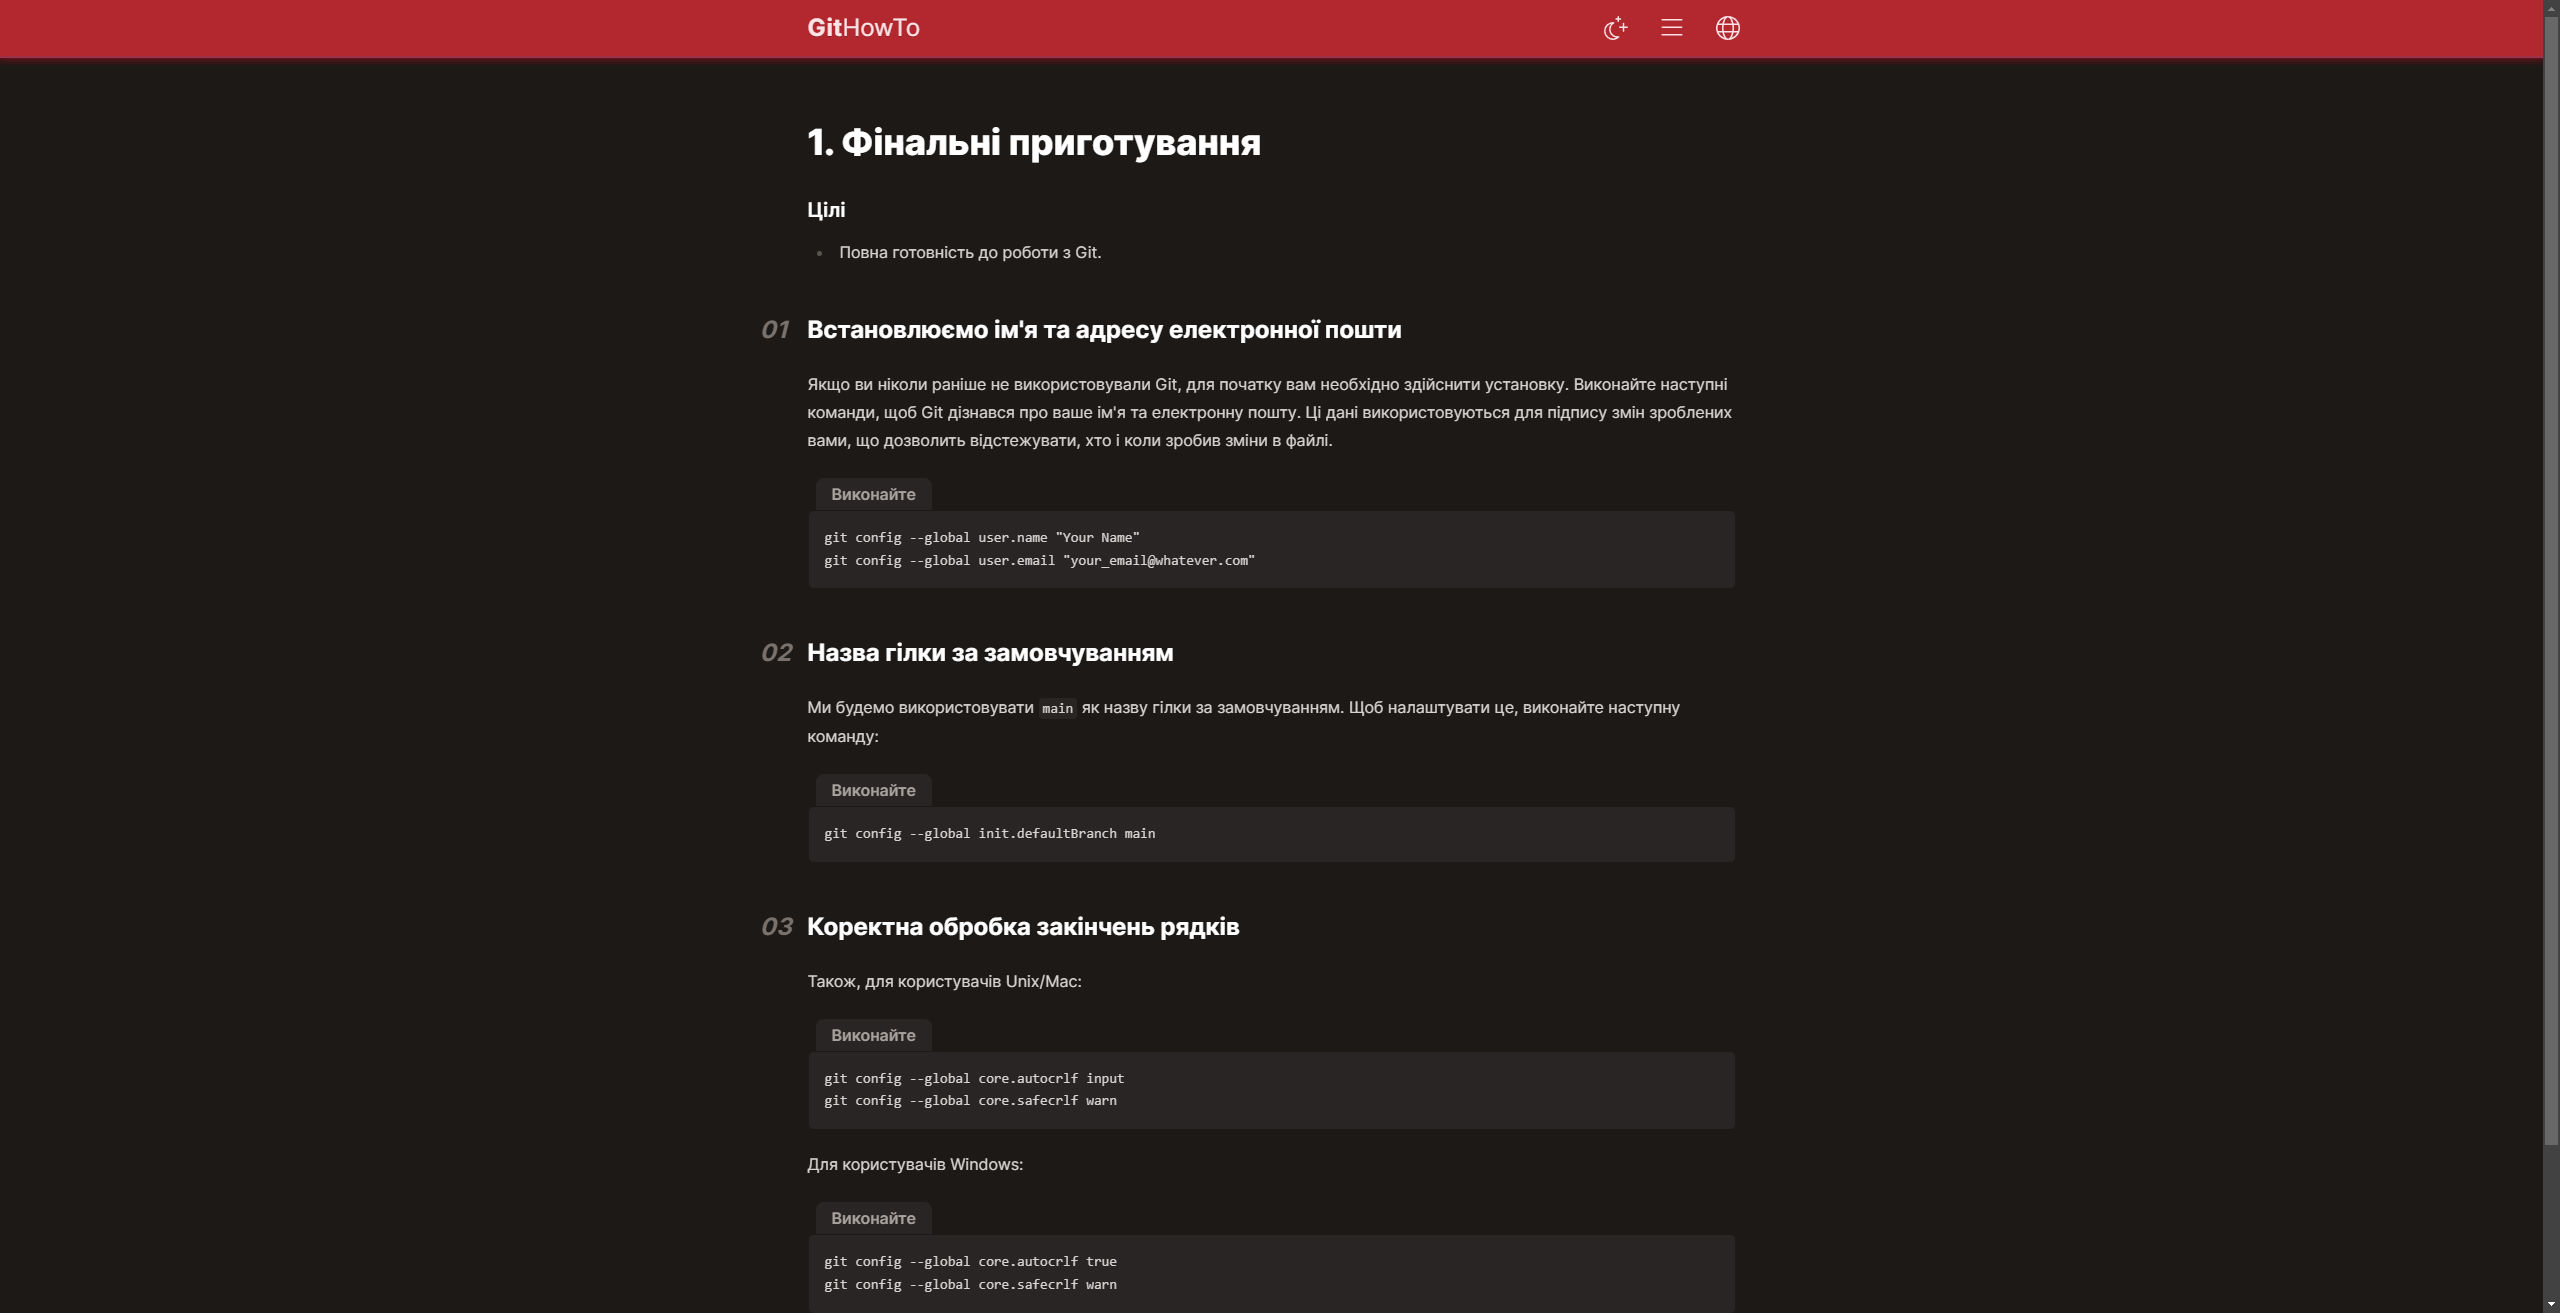 GitHowTo
1. Фінальні приготування
Цілі
• Повна готовність до роботи з Git.
01 Встановлюємо ім'я та адресу електронної пошти
Якщо ви ніколи раніше не використовували Git, для початку вам необхідно здійснити установку. Виконайте наступні
команди, щоб Git дізнався про ваше ім'я та електронну пошту. Ці дані використовуються для підпису змін зроблених
вами, що дозволить відстежувати, хто і коли зробив зміни в файлі.
Виконайте
git config --global user.name "Your Name"
git config --global user.email "your_email@whatever.com"
02 Назва гілки за замовчуванням
Ми будемо використовувати main як назву гілки за замовчуванням. Щоб налаштувати це, виконайте наступну
команду:
Виконайте
git config --global init.defaultBranch main
03 Коректна обробка закінчень рядків
Також, для користувачів Unix/Mac:
Виконайте
git config --global core.autocrlf input
git config --global core.safecrlf warn
Для користувачів Windows:
Виконайте
git config --global core.autocrlf true
git config --global core.safecrlf warn